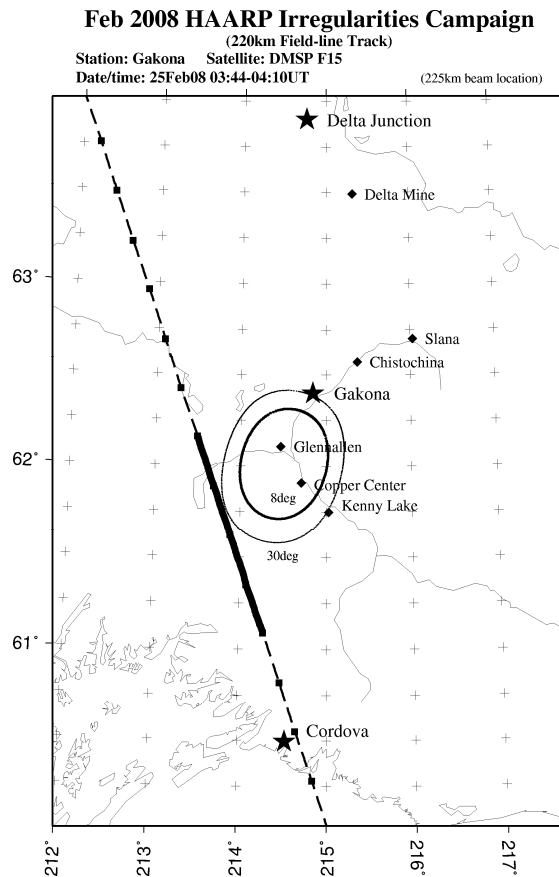 Feb 2008 HAARP Irregularities Campaign
(220km Field-line Track)
Station: Gakona Satellite: DMSP F15
Date/time: 25Feb08 03:44-04:10UT (225km beam location)
Delta Junction
Delta Mine
63°
Slana
Chistochina
Gakona
Glennallen
62°
Copper Center
8deg
Kenny Lake
30deg
61°
Cordova
212° 213° 214° 215° 216° 217°